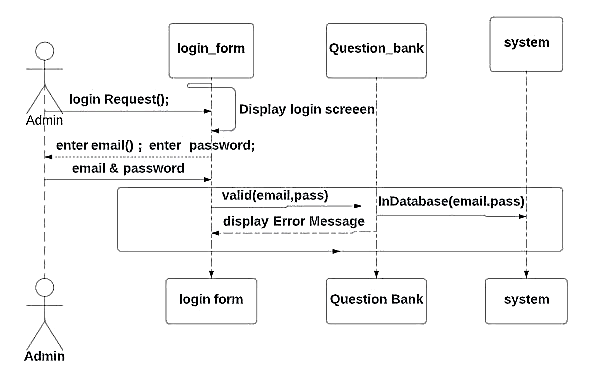 login_form
Question_bank
system
login Request();
Admin
Display login screeen
enter email() ; enter password;
email & password
valid(email,pass)
InDatabase(email.pass)
display Error Message
login form
Question Bank
system
Admin